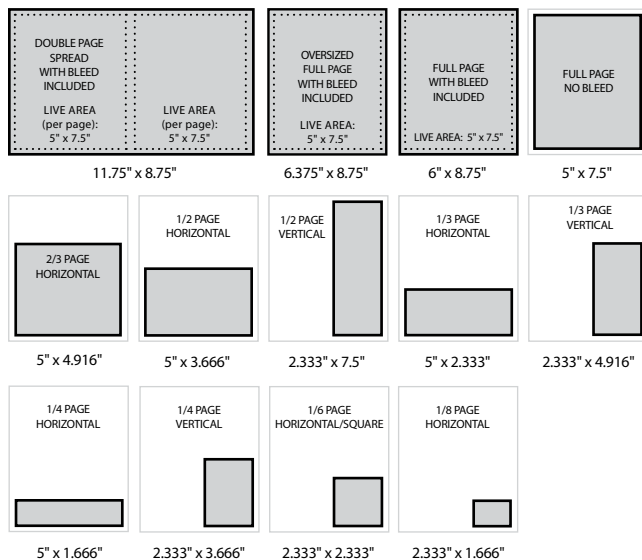 DOUBLE PAGE
SPREAD
WITH BLEED
INCLUDED
LIVE AREA
(per page):
5" x 7.5"
LIVE AREA
(per page):
5" x 7.5"
11.75" x 8.75"
OVERSIZED
FULL PAGE
WITH BLEED
INCLUDED
LIVE AREA:
5" x 7.5"
6.375" x 8.75"
FULL PAGE
WITH BLEED
INCLUDED
LIVE AREA: 5" x 7.5"
6" x 8.75"
FULL PAGE
NO BLEED
5" x 7.5"
2/3 PAGE
HORIZONTAL
5" x 4.916"
1/2 PAGE
HORIZONTAL
5" x 3.666"
1/2 PAGE
VERTICAL
2.333" x 7.5"
1/3 PAGE
HORIZONTAL
5" x 2.333"
1/3 PAGE
VERTICAL
2.333" x 4.916"
1/4 PAGE
HORIZONTAL
5" x 1.666"
1/4 PAGE
VERTICAL
2.333" x 3.666"
1/6 PAGE
HORIZONTAL/SQUARE
2.333" x 2.333"
1/8 PAGE
HORIZONTAL
2.333" x 1.666"